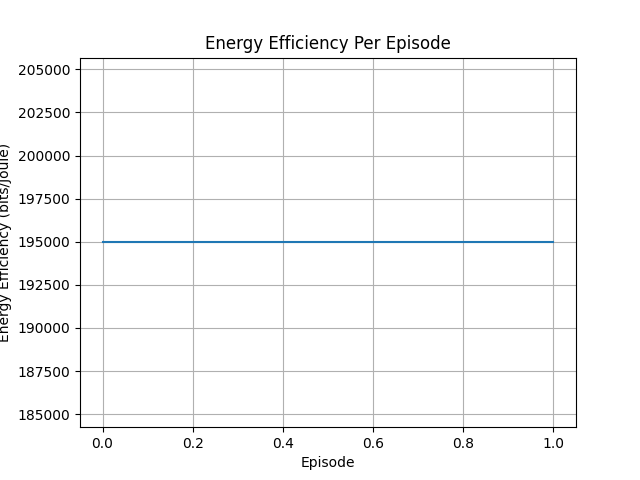 Energy Efficiency Per Episode
Energy Efficiency (bits/Joule)
205000
202500
200000
197500
195000
192500
190000
187500
185000
0.0 0.2 0.4 0.6 0.8 1.0
Episode